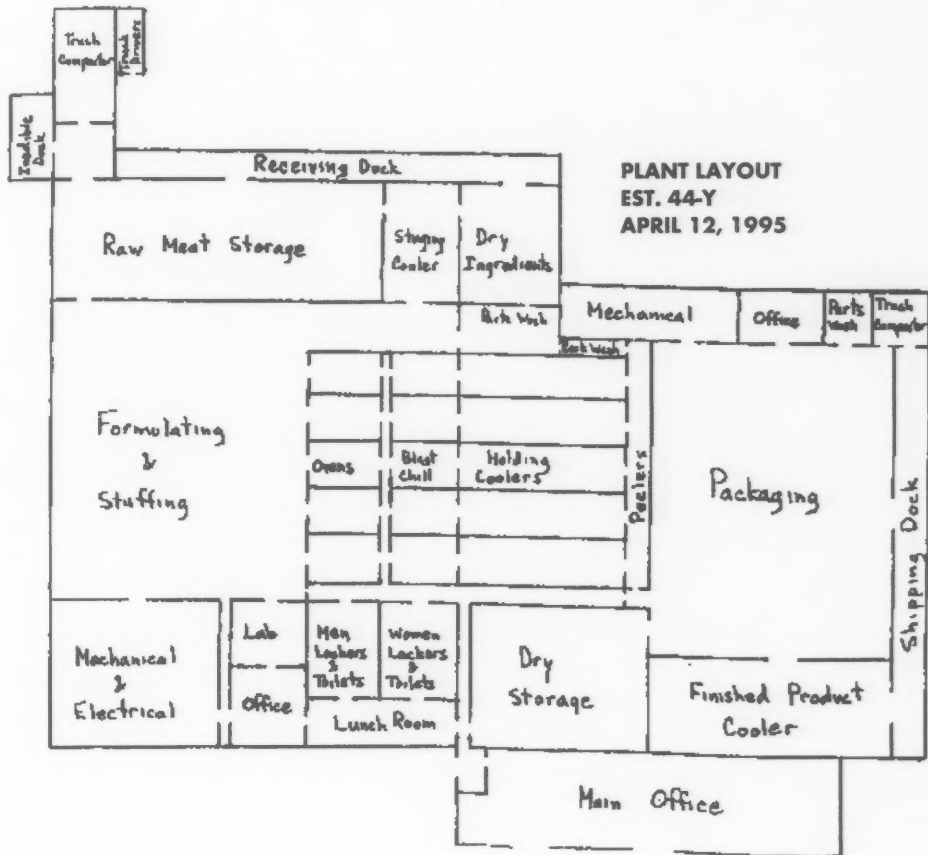 Trash
Compactor
Truck
Drivers
Inedible
Dock
Receiving Dock
PLANT LAYOUT
EST. 44-Y
APRIL 12, 1995
Raw Meat Storage
Staging
Cooler
Dry
Ingredients
Park Wash
Mechanical
Office
Parts
Wash
Trash
Compactor
Rack Wash
Formulating
&
Stuffing
Ovens
Blast
Chill
Holding
Coolers
Peelers
Packaging
Shipping Dock
Mechanical
&
Electrical
Lab
Office
Men
Lockers
&
Toilets
Women
Lockers
&
Toilets
Lunch Room
Dry
Storage
Finished Product
Cooler
Main Office